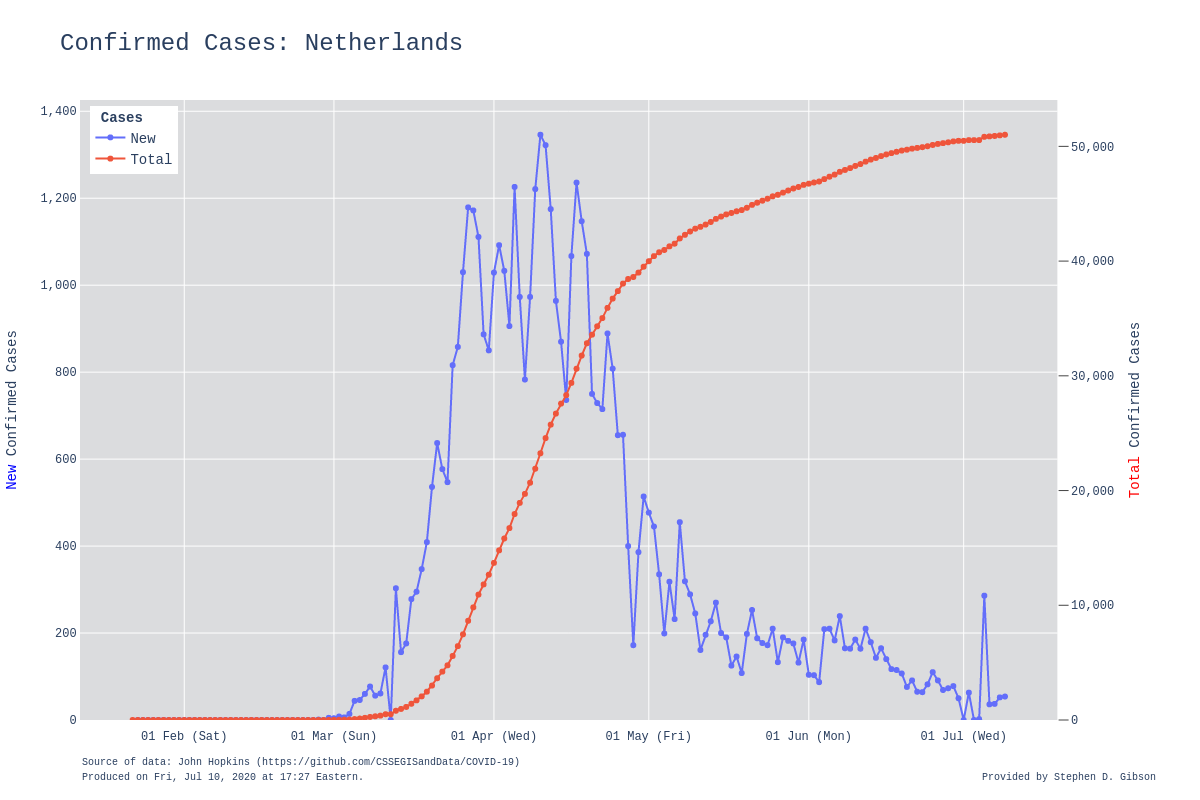 Confirmed Cases: Netherlands
Cases
New
Total
1,400
1,200
1,000
800
600
400
200
0
New Confirmed Cases
50,000
40,000
30,000
20,000
10,000
0
Total Confirmed Cases
01 Feb (Sat) 01 Mar (Sun) 01 Apr (Wed) 01 May (Fri) 01 Jun (Mon) 01 Jul (Wed)
Source of data: John Hopkins (https://github.com/CSSEGISandData/COVID-19)
Produced on Fri, Jul 10, 2020 at 17:27 Eastern.
Provided by Stephen D. Gibson